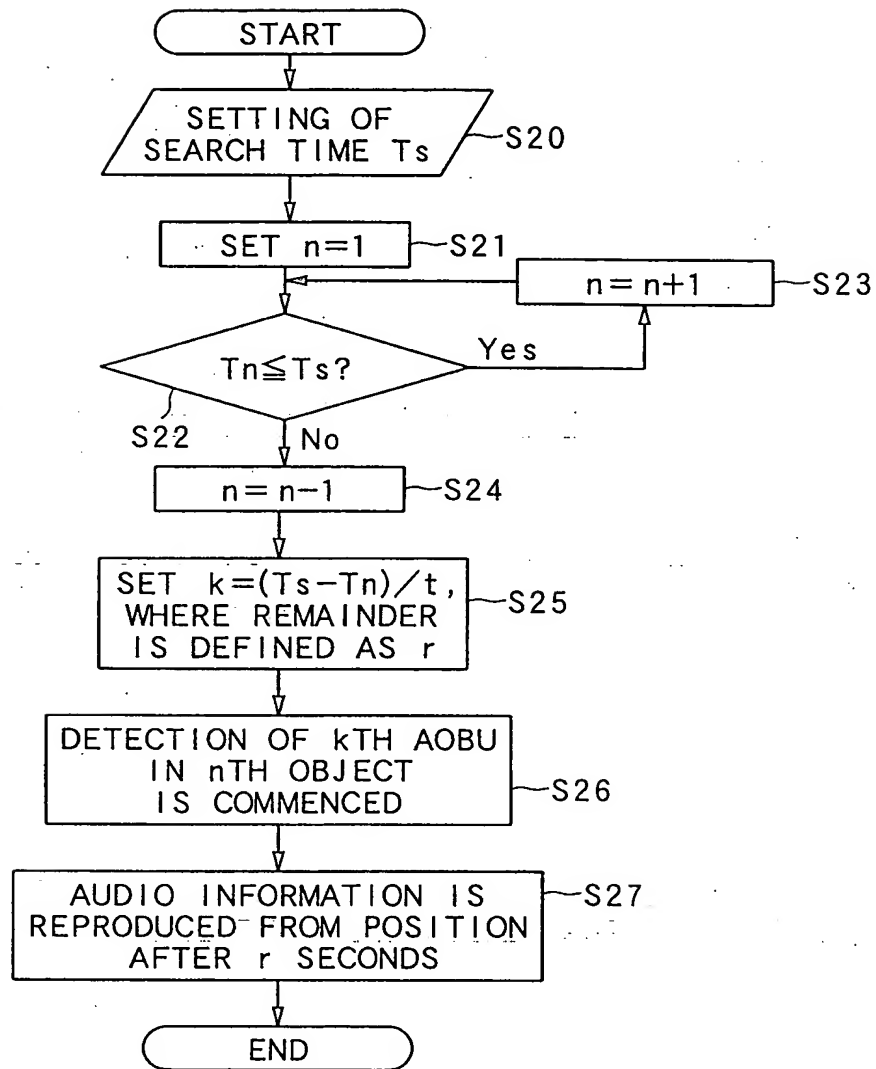 START
SETTING OF
SEARCH TIME Ts
S20
SET n=1
S21
n=n+1
S23
Tn≦Ts?
Yes
S22
No
n=n-1
S24
SET k=(Ts-Tn)/t,
WHERE REMAINDER
IS DEFINED AS r
S25
DETECTION OF kTH AOBU
IN nTH OBJECT
IS COMMENCED
S26
AUDIO INFORMATION IS
REPRODUCED FROM POSITION
AFTER r SECONDS
S27
END